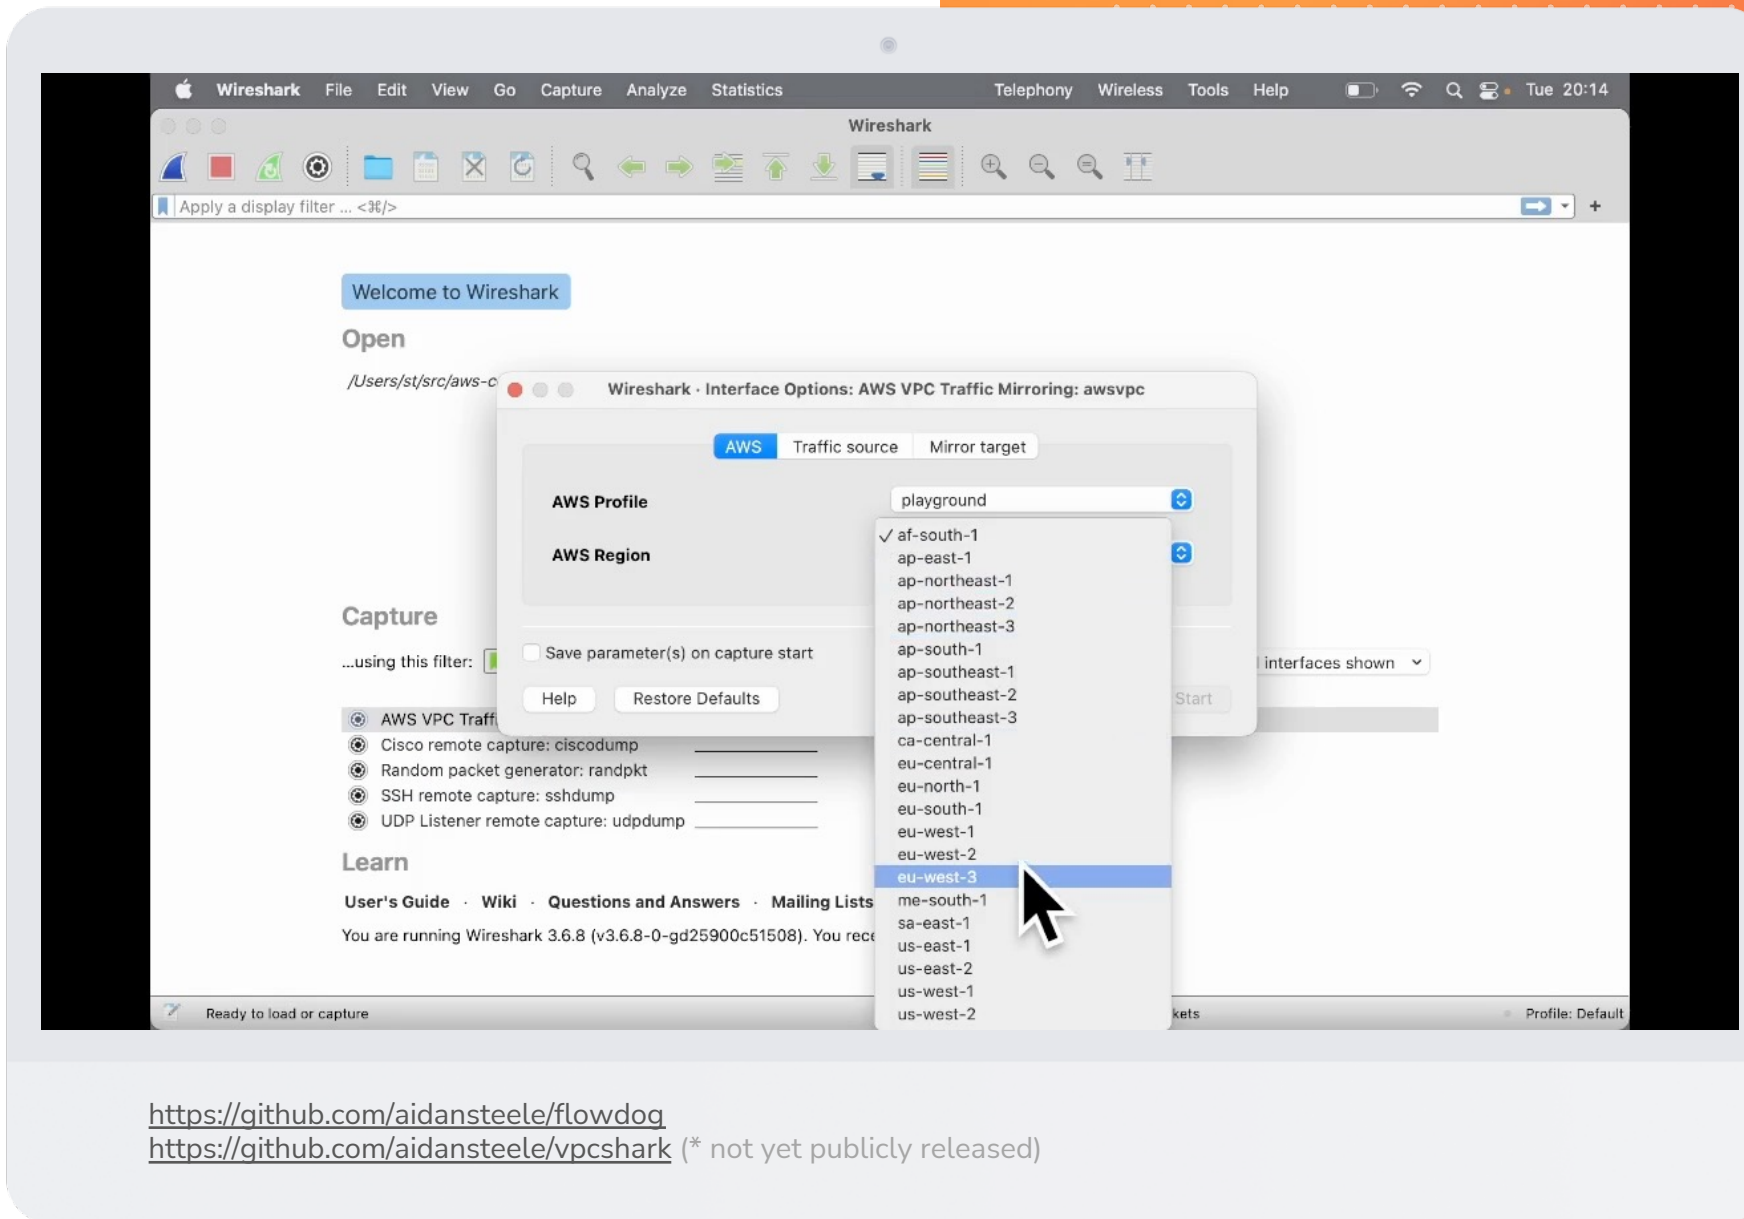 Wireshark File Edit View Go Capture Analyze Statistics Telephony Wireless Tools Help Tue 20:14
Wireshark
Apply a display filter ... <⌘/>
+
Welcome to Wireshark
Open
/Users/st/src/aws-c
Wireshark · Interface Options: AWS VPC Traffic Mirroring: awsvpc
AWS Traffic source Mirror target
AWS Profile playground
AWS Region
✓ af-south-1
ap-east-1
ap-northeast-1
ap-northeast-2
ap-northeast-3
ap-south-1
ap-southeast-1
ap-southeast-2
ap-southeast-3
ca-central-1
eu-central-1
eu-north-1
eu-south-1
eu-west-1
eu-west-2
eu-west-3
me-south-1
sa-east-1
us-east-1
us-east-2
us-west-1
us-west-2
Save parameter(s) on capture start
Help Restore Defaults Start
Capture
...using this filter: interfaces shown
AWS VPC Traff
Cisco remote capture: ciscodump
Random packet generator: randpkt
SSH remote capture: sshdump
UDP Listener remote capture: udpdump
Learn
User's Guide · Wiki · Questions and Answers · Mailing Lists
You are running Wireshark 3.6.8 (v3.6.8-0-gd25900c51508). You rece
Ready to load or capture kets Profile: Default
https://github.com/aidansteele/flowdog
https://github.com/aidansteele/vpcshark (* not yet publicly released)